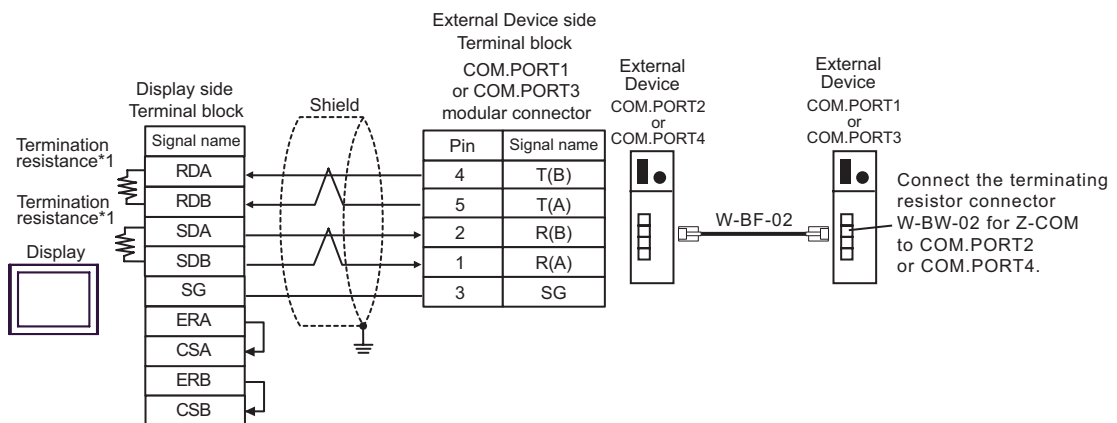 External Device side
Terminal block
COM.PORT1
or COM.PORT3
modular connector
External
Device
COM.PORT2
or
COM.PORT4
External
Device
COM.PORT1
or
COM.PORT3
Display side
Terminal block
Shield
Termination
resistance*1
Termination
resistance*1
Display
Signal name
RDA
RDB
SDA
SDB
SG
ERA
CSA
ERB
CSB
Pin Signal name
4 T(B)
5 T(A)
2 R(B)
1 R(A)
3 SG
W-BF-02
Connect the terminating
resistor connector
W-BW-02 for Z-COM
to COM.PORT2
or COM.PORT4.